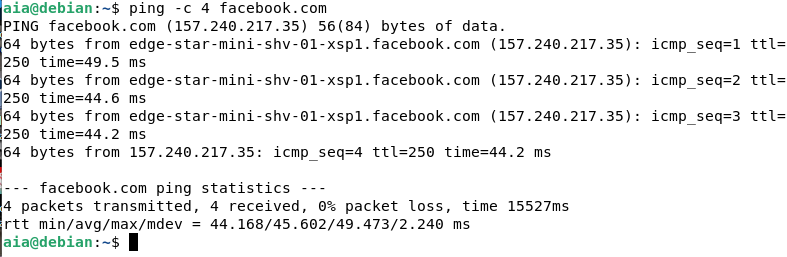 aia@debian:~$ ping -c 4 facebook.com
PING facebook.com (157.240.217.35) 56(84) bytes of data.
64 bytes from edge-star-mini-shv-01-xsp1.facebook.com (157.240.217.35): icmp_seq=1 ttl=
250 time=49.5 ms
64 bytes from edge-star-mini-shv-01-xsp1.facebook.com (157.240.217.35): icmp_seq=2 ttl=
250 time=44.6 ms
64 bytes from edge-star-mini-shv-01-xsp1.facebook.com (157.240.217.35): icmp_seq=3 ttl=
250 time=44.2 ms
64 bytes from 157.240.217.35: icmp_seq=4 ttl=250 time=44.2 ms

--- facebook.com ping statistics ---
4 packets transmitted, 4 received, 0% packet loss, time 15527ms
rtt min/avg/max/mdev = 44.168/45.602/49.473/2.240 ms
aia@debian:~$